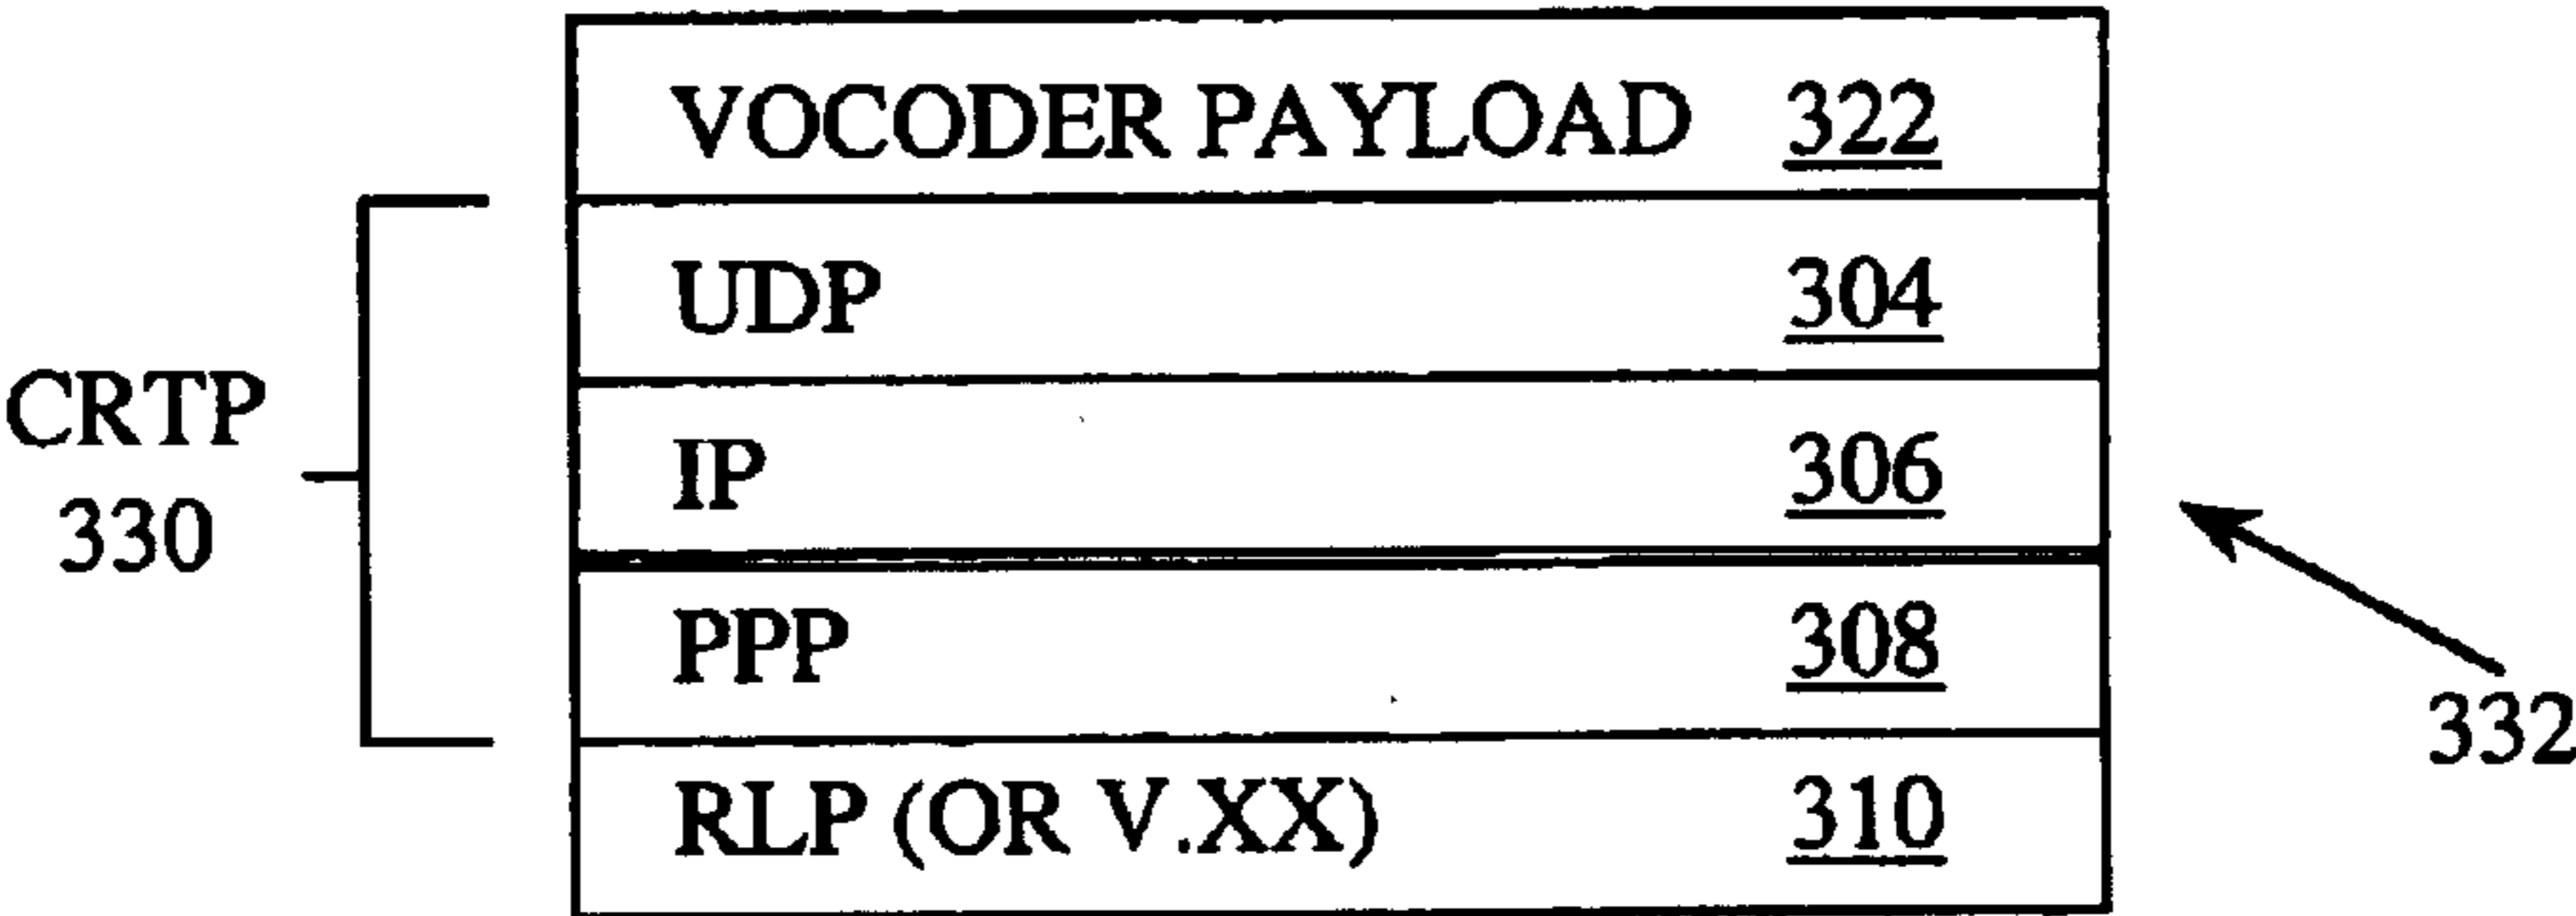 VOCODER PAYLOAD 322
UDP 304
CRTP
330
IP 306
PPP 308
332
RLP (OR V.XX) 310